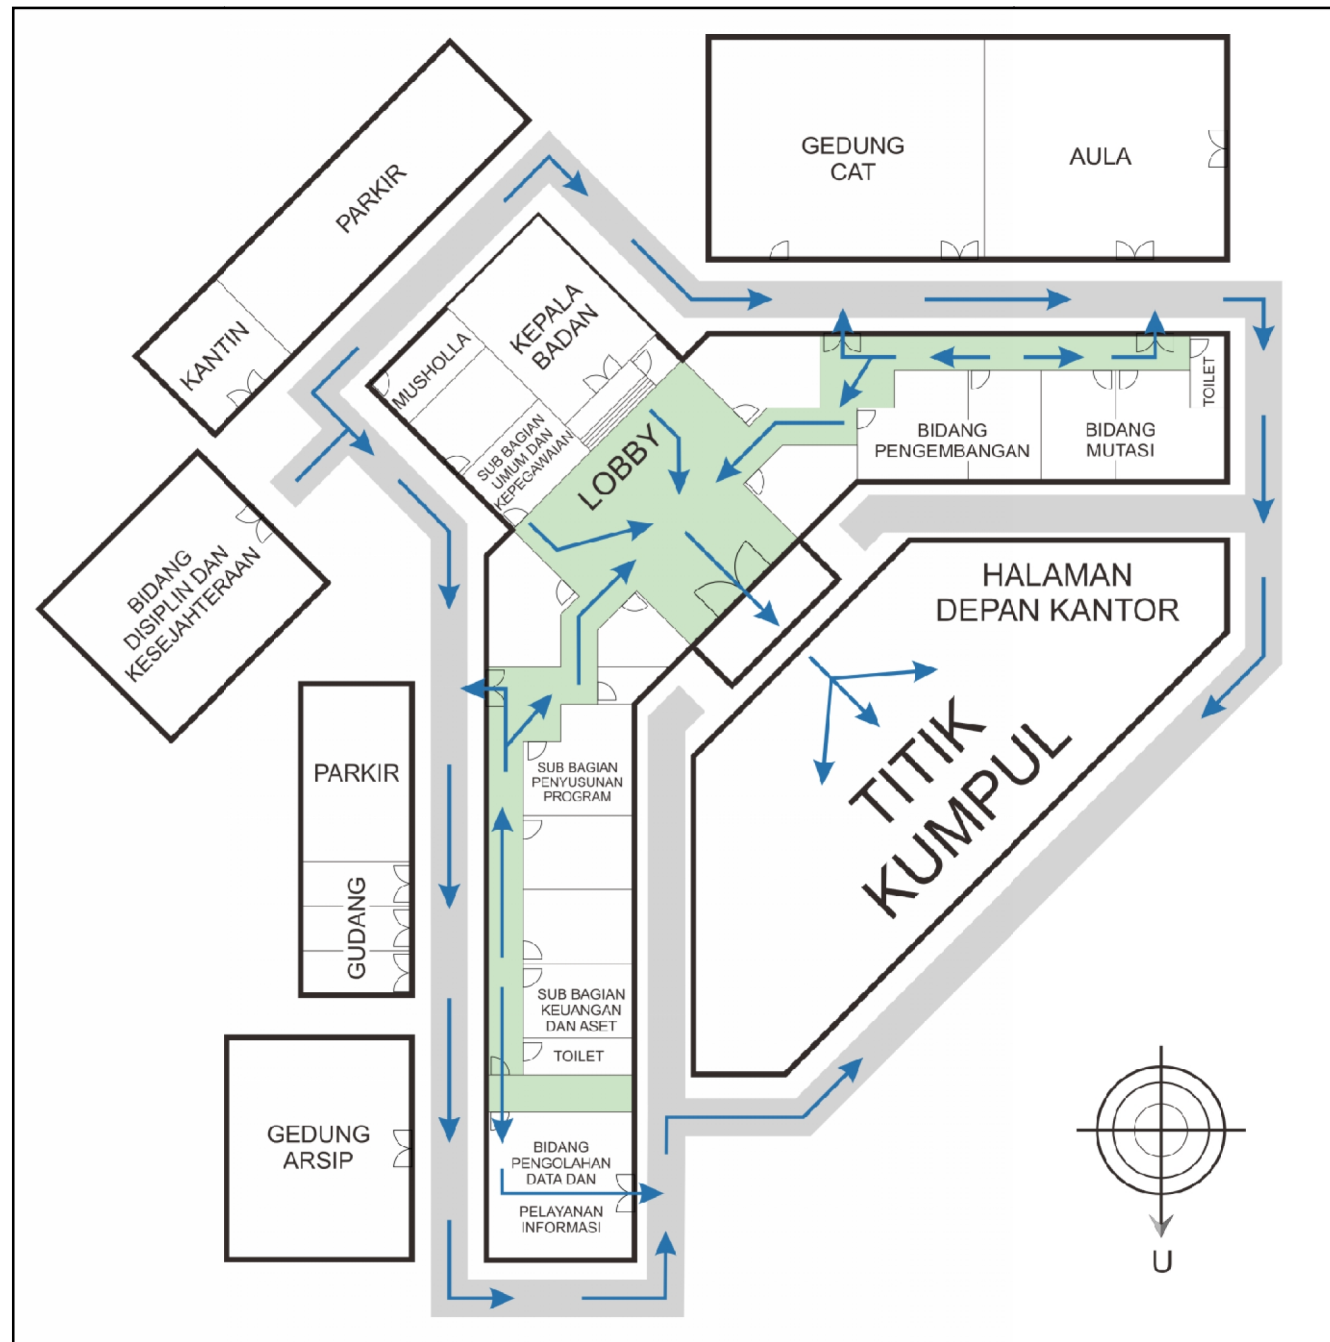 GEDUNG
CAT
AULA
PARKIR
KANTIN
KEPALA
BADAN
MUSHOLLA
SUB BAGIAN
UMUM DAN
KEPEGAWAIAN
LOBBY
TOILET
BIDANG
PENGEMBANGAN
BIDANG
MUTASI
BIDANG
DISIPLIN DAN
KESEJAHTERAAN
HALAMAN
DEPAN KANTOR
TITIK
KUMPUL
PARKIR
GUDANG
SUB BAGIAN
PENYUSUNAN
PROGRAM
SUB BAGIAN
KEUANGAN
DAN ASET
TOILET
GEDUNG
ARSIP
BIDANG
PENGOLAHAN
DATA DAN
PELAYANAN
INFORMASI
U